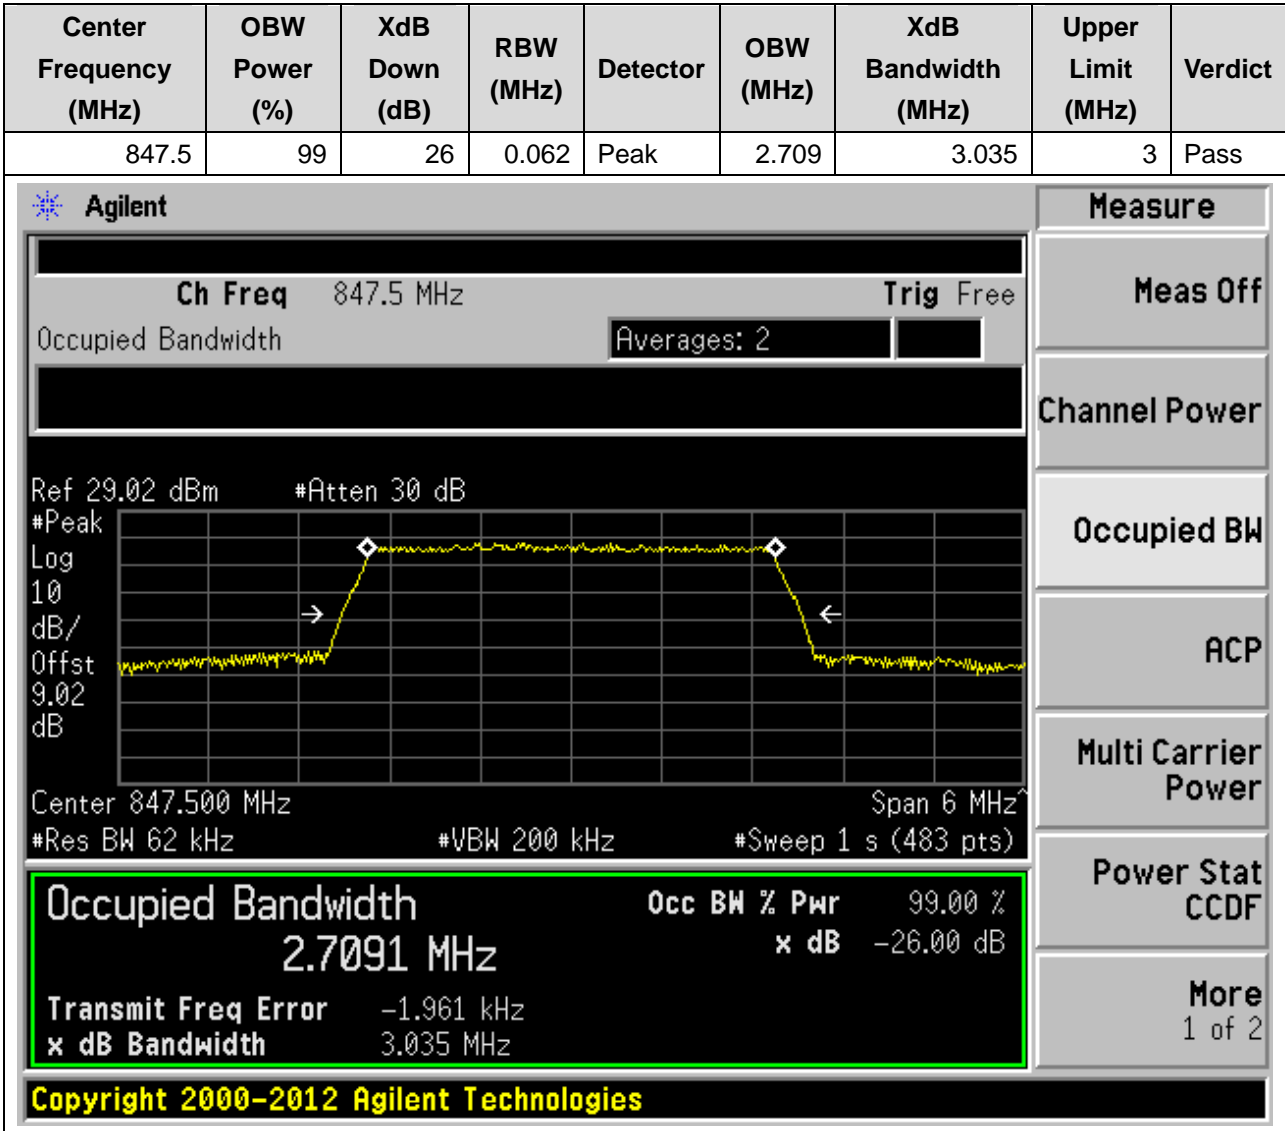 Center Frequency (MHz) OBW Power (%) XdB Down (dB) RBW (MHz) Detector OBW (MHz) XdB Bandwidth (MHz) Upper Limit (MHz) Verdict
847.5 99 26 0.062 Peak 2.709 3.035 3 Pass
Agilent
Measure
Ch Freq 847.5 MHz Trig Free
Meas Off
Occupied Bandwidth Averages: 2
Channel Power
Ref 29.02 dBm #Atten 30 dB
#Peak
Log
10
dB/
Offst
9.02
dB
Occupied BW
ACP
Multi Carrier
Power
Center 847.500 MHz Span 6 MHz^
#Res BW 62 kHz #VBW 200 kHz #Sweep 1 s (483 pts)
Power Stat
CCDF
Occupied Bandwidth Occ BW % Pwr 99.00 %
2.7091 MHz x dB -26.00 dB
Transmit Freq Error -1.961 kHz
x dB Bandwidth 3.035 MHz
More
1 of 2
Copyright 2000-2012 Agilent Technologies